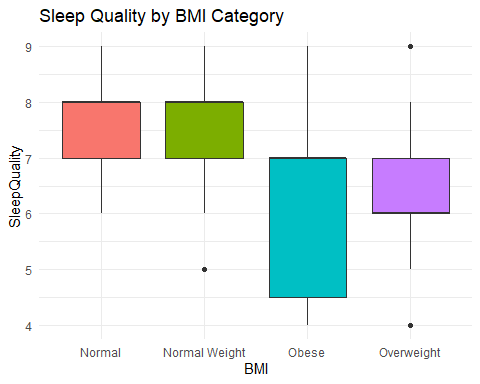 Sleep Quality by BMI Category
SleepQuality
9
8
7
6
5
4
Normal
Normal Weight
Obese
Overweight
BMI